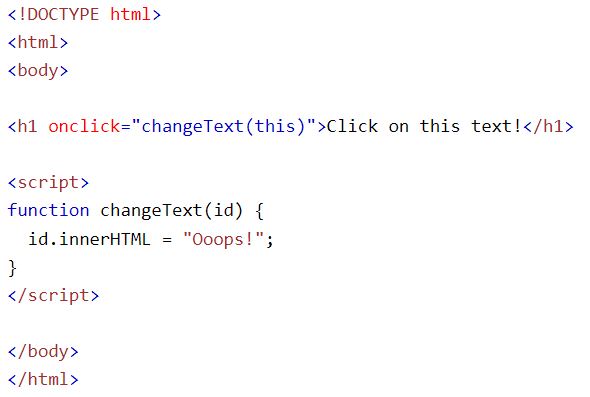 <!DOCTYPE html>
<html>
<body>
<h1 onclick="changeText(this)">Click on this text!</h1>
<script>
function changeText(id) {
  id.innerHTML = "Ooops!";
}
</script>
</body>
</html>